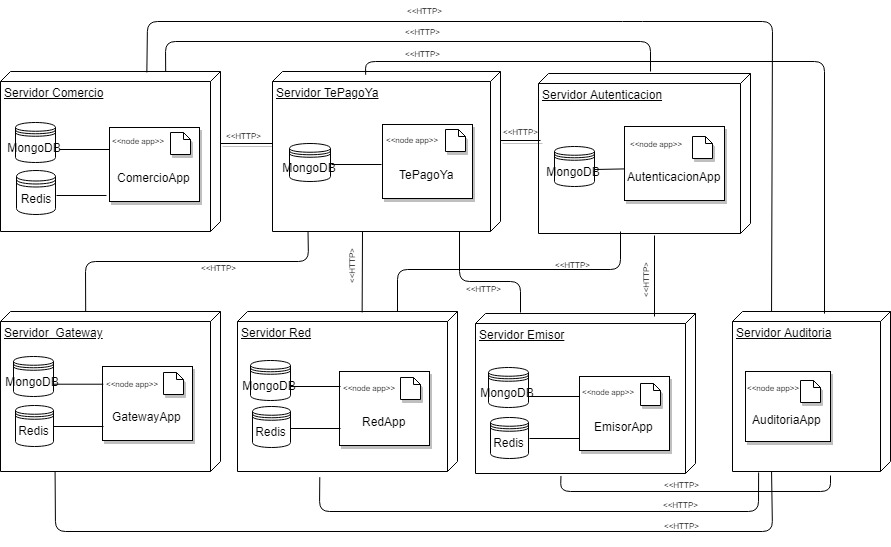 <<HTTP>>
<<HTTP>>
<<HTTP>>
Servidor Comercio
MongoDB
Redis
<<node app>>
ComercioApp
<<HTTP>>
Servidor TePagoYa
MongoDB
<<node app>>
TePagoYa
<<HTTP>>
Servidor Autenticacion
MongoDB
<<node app>>
AutenticacionApp
<<HTTP>>
<<HTTP>>
<<HTTP>>
<<HTTP>>
<<HTTP>>
Servidor Gateway
MongoDB
Redis
<<node app>>
GatewayApp
Servidor Red
MongoDB
Redis
<<node app>>
RedApp
Servidor Emisor
MongoDB
Redis
<<node app>>
EmisorApp
Servidor Auditoria
<<node app>>
AuditoriaApp
<<HTTP>>
<<HTTP>>
<<HTTP>>